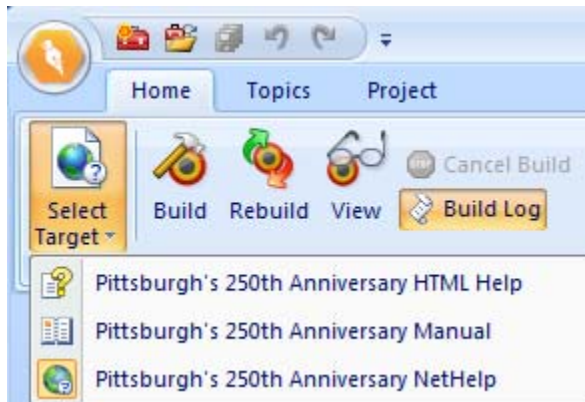 Home Topics Project
Select Target Build Rebuild View Cancel Build
Build Log
Pittsburgh's 250th Anniversary HTML Help
Pittsburgh's 250th Anniversary Manual
Pittsburgh's 250th Anniversary NetHelp